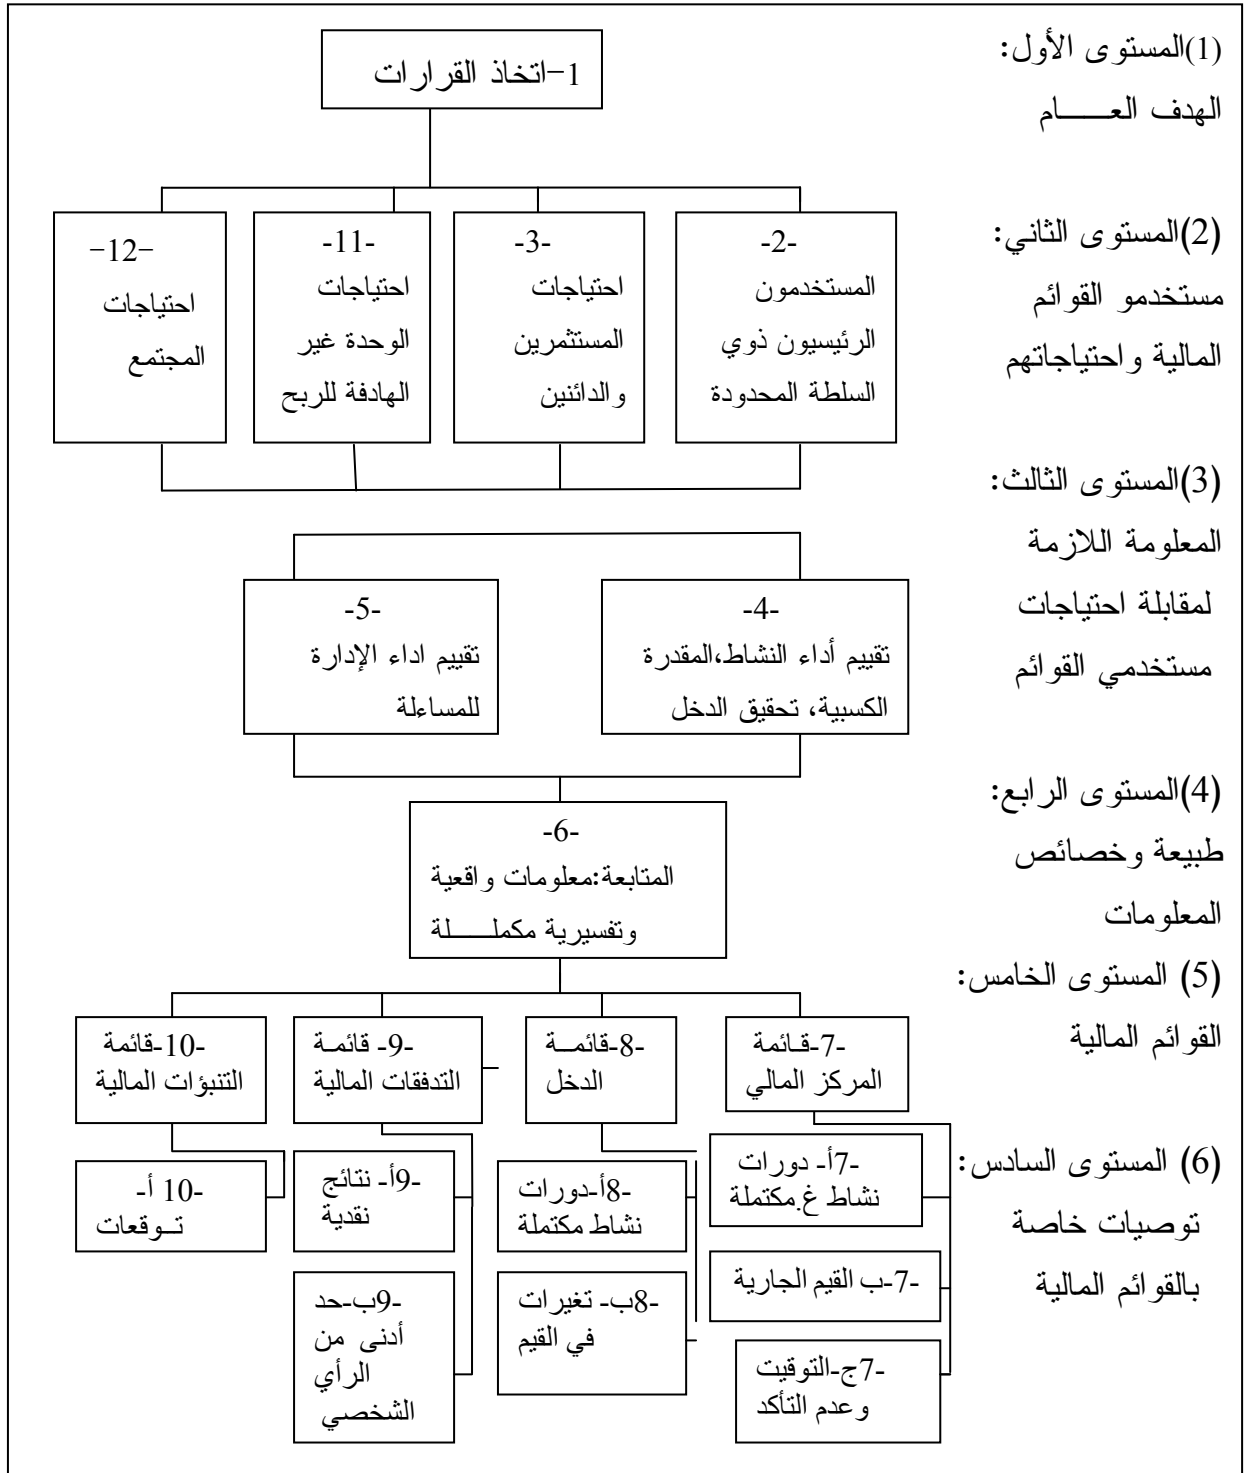 (1)المستوى الأول:
الهدف العــــــام
1-اتخاذ القرارات
(2)المستوى الثاني:
مستخدمو القوائم
المالية واحتياجاتهم
-2-
المستخدمون
الرئيسيون ذوي
السلطة المحدودة
-3-
احتياجات
المستثمرين
والدائنين
-11-
احتياجات
الوحدة غير
الهادفة للربح
-12-
احتياجات
المجتمع
(3)المستوى الثالث:
المعلومة اللازمة
لمقابلة احتياجات
مستخدمي القوائم
-4-
تقييم أداء النشاط،المقدرة
الكسبية، تحقيق الدخل
-5-
تقييم اداء الإدارة
للمساءلة
(4)المستوى الرابع:
طبيعة وخصائص
المعلومات
-6-
المتابعة:معلومات واقعية
وتفسيرية مكملــــــلة
(5) المستوى الخامس:
القوائم المالية
-7-قـائمة
المركز المالي
-8-قائمــة
الدخل
-9- قائمـة
التدفقات المالية
-10-قائمة
التنبؤات المالية
(6) المستوى السادس:
توصيات خاصة
بالقوائم المالية
-7أ- دورات
نشاط غ.مكتملة
-7-ب القيم الجارية
-7ج-التوقيت
وعدم التأكد
-8أ-دورات
نشاط مكتملة
-8ب- تغيرات
في القيم
-9أ- نتائج
نقدية
-9ب-حد
أدنى من
الرأي
الشخصي
-10 أ-
تــوقعات